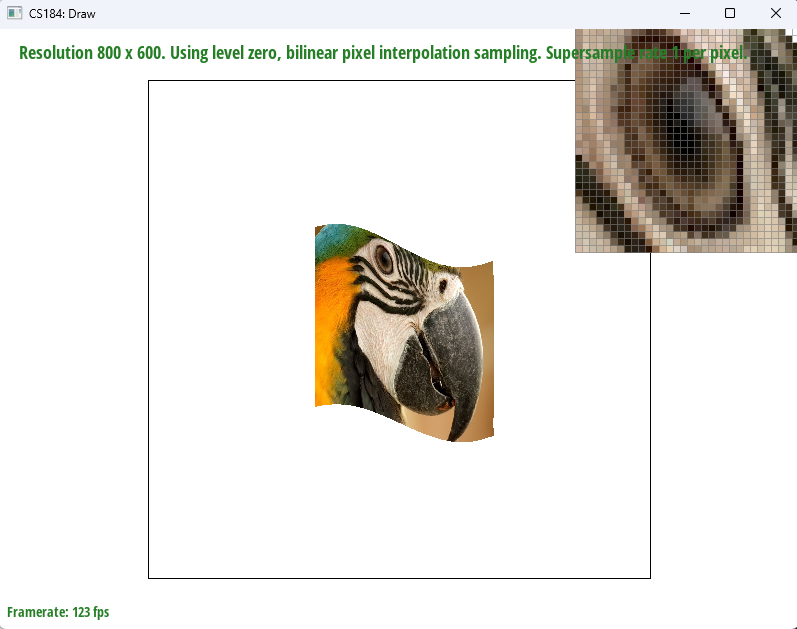 CS184: Draw
Resolution 800 x 600. Using level zero, bilinear pixel interpolation sampling. Supersample rate 1 per pixel.
Framerate: 123 fps